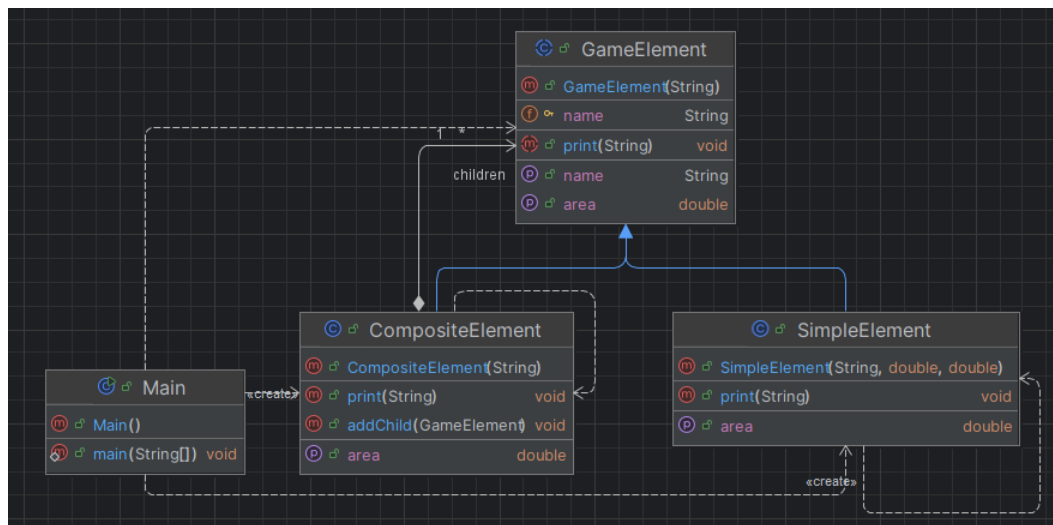 GameElement
GameElement(String)
name String
print(String) void
name String
area double
1 *
children
CompositeElement
CompositeElement(String)
print(String) void
addChild(GameElement) void
area double
SimpleElement
SimpleElement(String, double, double)
print(String) void
area double
Main
Main()
main(String[]) void
«create»
«create»